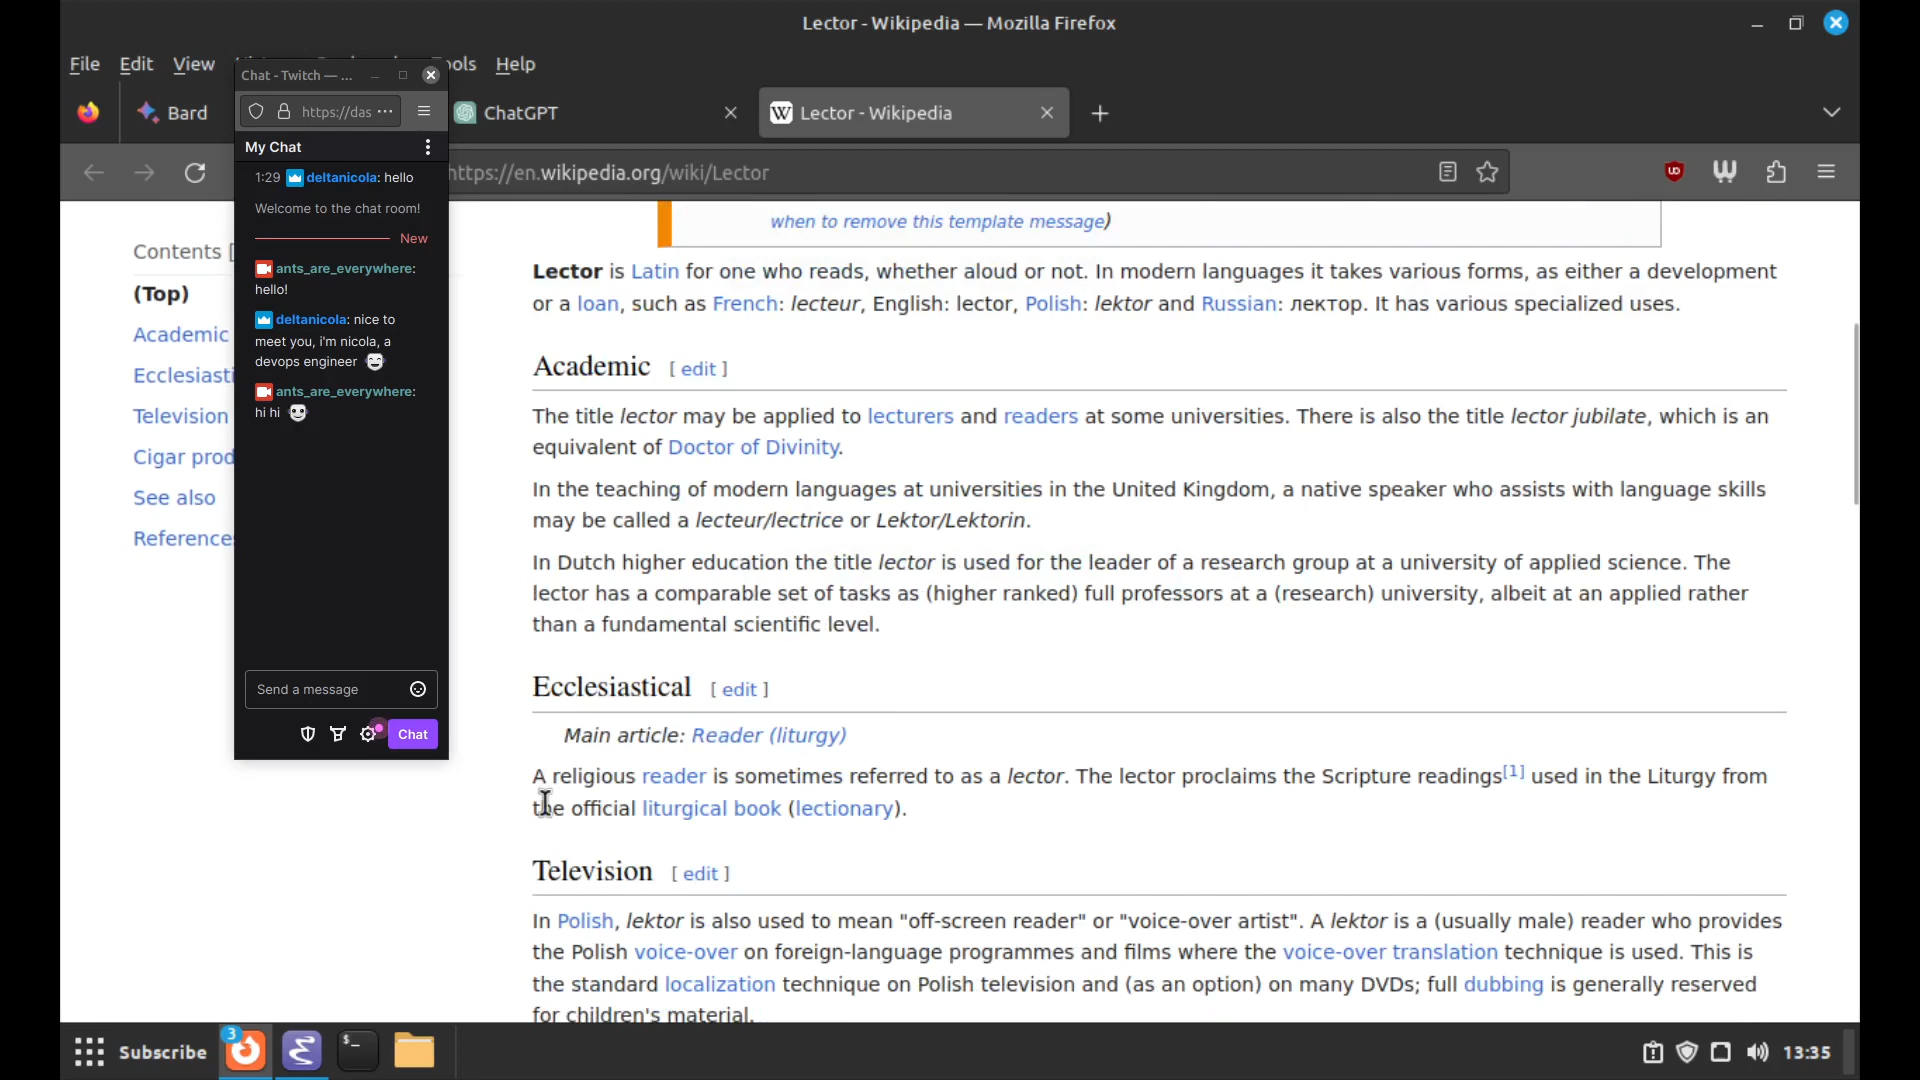 Lector - Wikipedia — Mozilla Firefox
File Edit View ools Help
Bard
ChatGPT
Lector - Wikipedia
https://en.wikipedia.org/wiki/Lector
Chat - Twitch — ...
https://das
My Chat
1:29 deltanicola: hello
Welcome to the chat room!
New
ants_are_everywhere:
hello!
deltanicola: nice to
meet you, i'm nicola, a
devops engineer
ants_are_everywhere:
hi hi
Send a message
Chat
Contents [
(Top)
Academic
Ecclesiasti
Television
Cigar prod
See also
References
when to remove this template message)
Lector is Latin for one who reads, whether aloud or not. In modern languages it takes various forms, as either a development
or a loan, such as French: lecteur, English: lector, Polish: lektor and Russian: лектор. It has various specialized uses.
Academic [ edit ]
The title lector may be applied to lecturers and readers at some universities. There is also the title lector jubilate, which is an
equivalent of Doctor of Divinity.
In the teaching of modern languages at universities in the United Kingdom, a native speaker who assists with language skills
may be called a lecteur/lectrice or Lektor/Lektorin.
In Dutch higher education the title lector is used for the leader of a research group at a university of applied science. The
lector has a comparable set of tasks as (higher ranked) full professors at a (research) university, albeit at an applied rather
than a fundamental scientific level.
Ecclesiastical [ edit ]
Main article: Reader (liturgy)
A religious reader is sometimes referred to as a lector. The lector proclaims the Scripture readings[1] used in the Liturgy from
the official liturgical book (lectionary).
Television [ edit ]
In Polish, lektor is also used to mean "off-screen reader" or "voice-over artist". A lektor is a (usually male) reader who provides
the Polish voice-over on foreign-language programmes and films where the voice-over translation technique is used. This is
the standard localization technique on Polish television and (as an option) on many DVDs; full dubbing is generally reserved
for children's material.
Subscribe
3
13:35